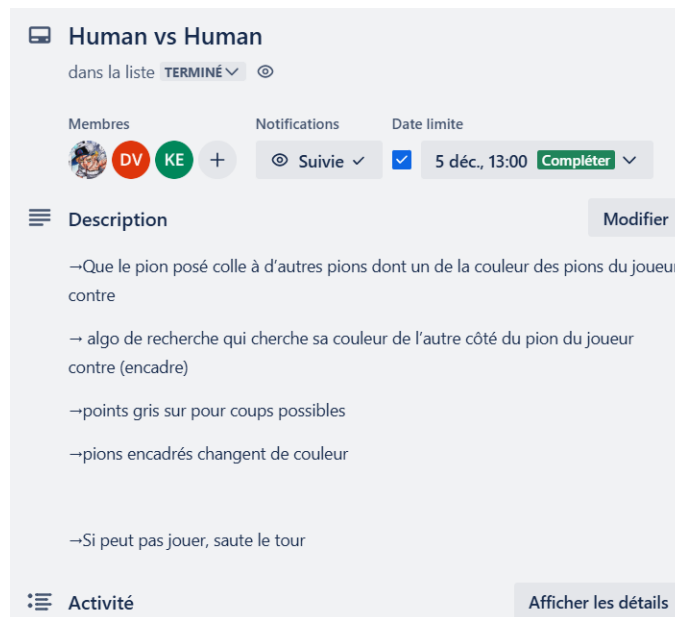 Human vs Human
dans la liste TERMINÉ
Membres
Notifications
Date limite
DV
KE
+
Suivie
5 déc., 13:00 Compléter
Description
Modifier
→Que le pion posé colle à d’autres pions dont un de la couleur des pions du joueur
contre
→ algo de recherche qui cherche sa couleur de l’autre côté du pion du joueur
contre (encadre)
→points gris sur pour coups possibles
→pions encadrés changent de couleur
→Si peut pas jouer, saute le tour
Activité
Afficher les détails